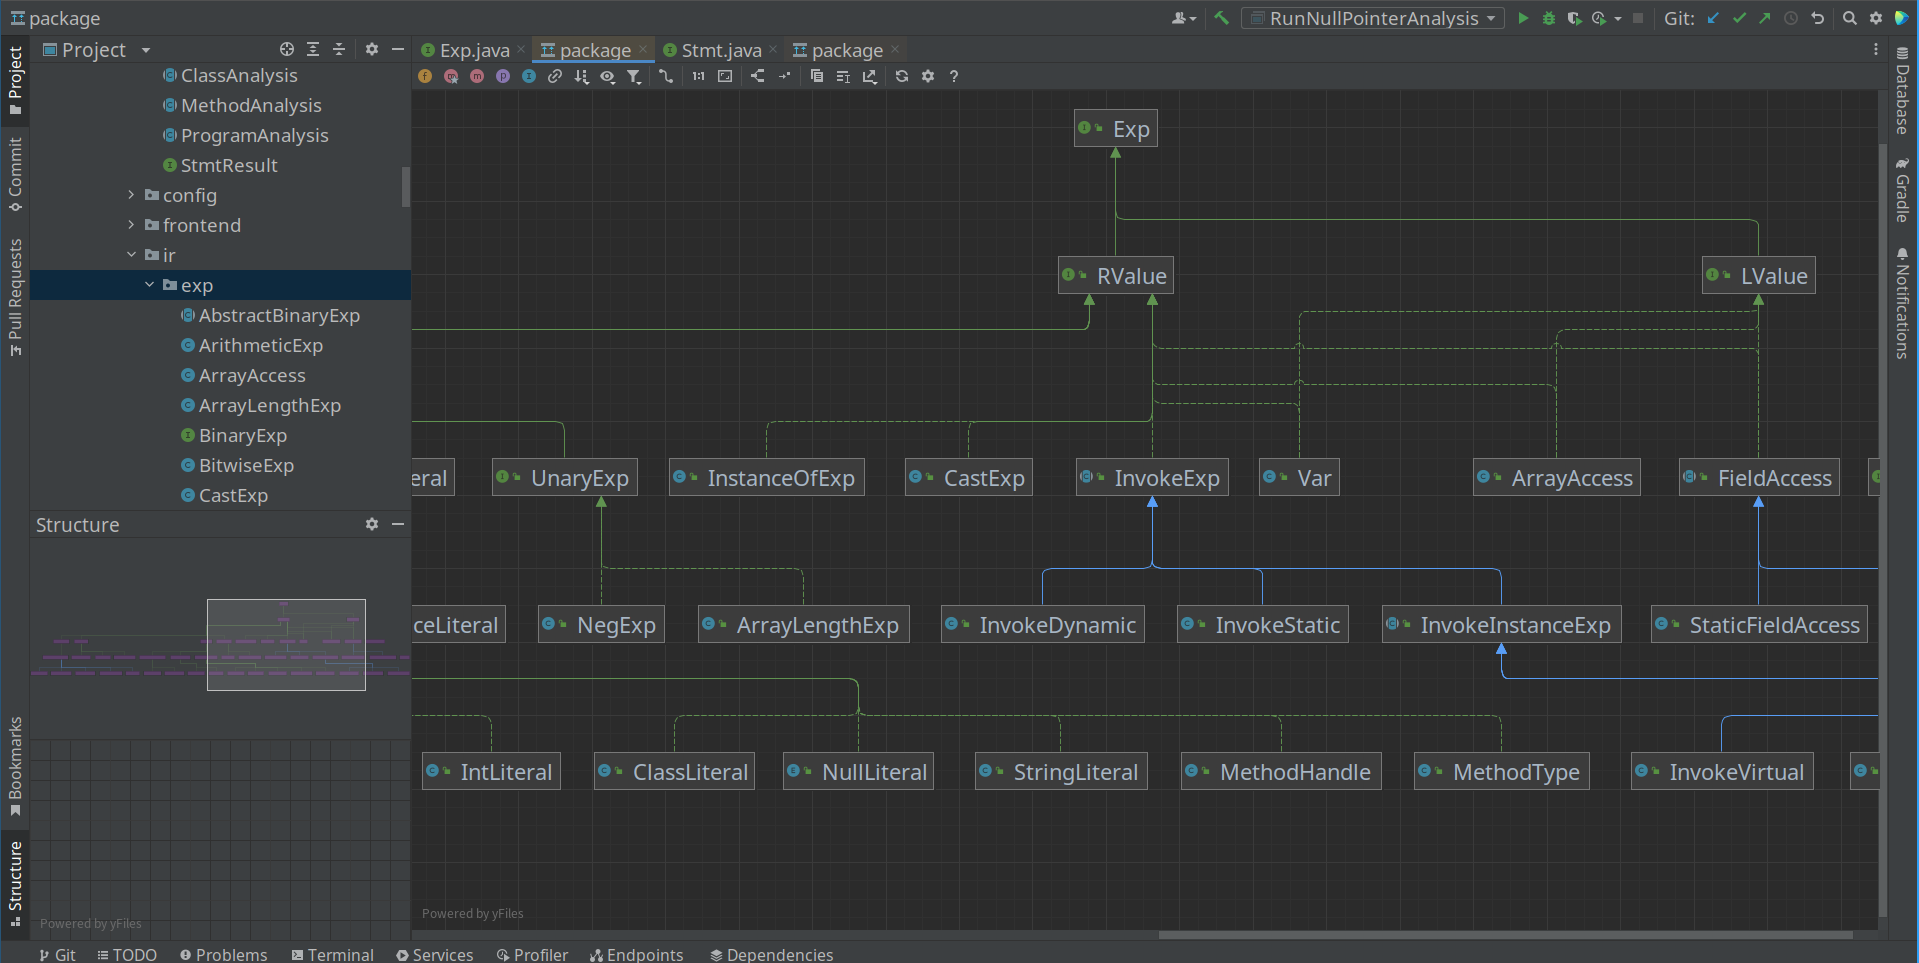 package
RunNullPointerAnalysis
Git:
Project
Exp.java
package
Stmt.java
package
1:1
?
Project
Commit
Pull Requests
Bookmarks
Structure
ClassAnalysis
MethodAnalysis
ProgramAnalysis
StmtResult
config
frontend
ir
exp
AbstractBinaryExp
ArithmeticExp
ArrayAccess
ArrayLengthExp
BinaryExp
BitwiseExp
CastExp
Structure
Powered by yFiles
Exp
RValue
LValue
eral
UnaryExp
InstanceOfExp
CastExp
InvokeExp
Var
ArrayAccess
FieldAccess
ceLiteral
NegExp
ArrayLengthExp
InvokeDynamic
InvokeStatic
InvokeInstanceExp
StaticFieldAccess
IntLiteral
ClassLiteral
NullLiteral
StringLiteral
MethodHandle
MethodType
InvokeVirtual
Powered by yFiles
Database
Gradle
Notifications
Git
TODO
Problems
Terminal
Services
Profiler
Endpoints
Dependencies